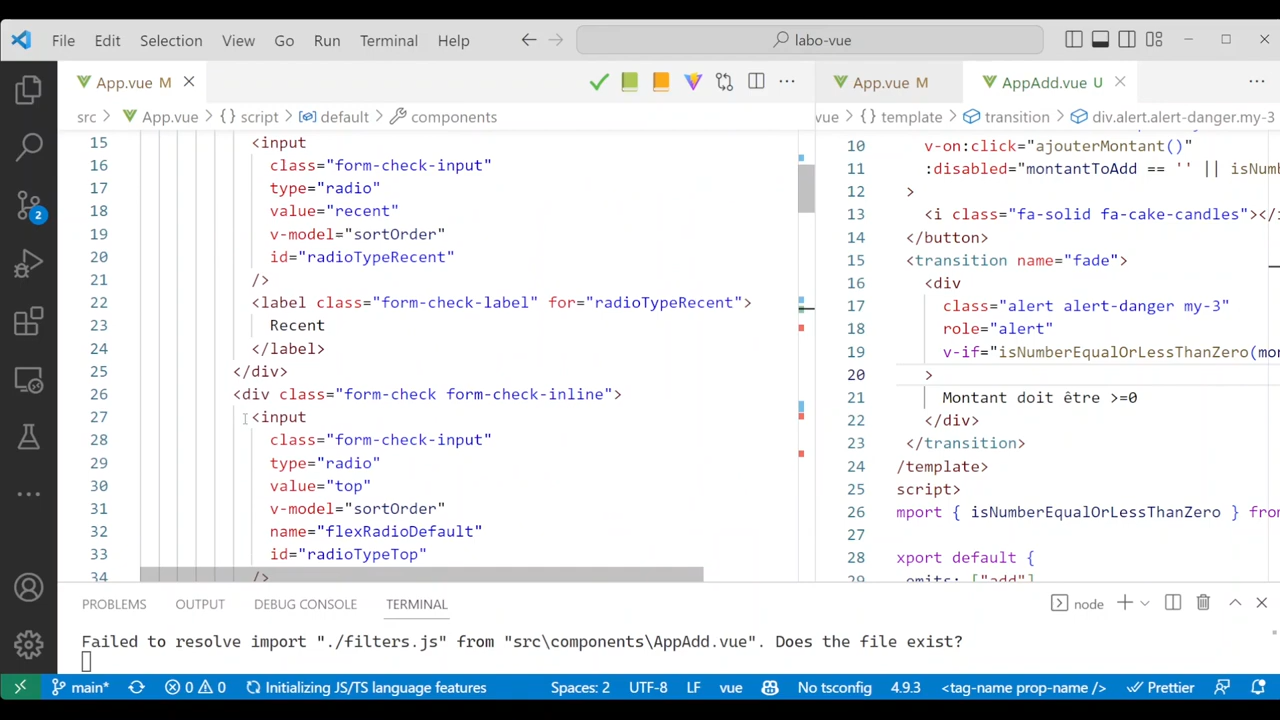 File Edit Selection View Go Run Terminal Help labo-vue
App.vue M
App.vue M AppAdd.vue U
src > App.vue > {} script > default > components
vue > {} template > transition > div.alert.alert-danger.my-3
15 <input
16 class="form-check-input"
17 type="radio"
18 value="recent"
19 v-model="sortOrder"
20 id="radioTypeRecent"
21 />
22 <label class="form-check-label" for="radioTypeRecent">
23 Recent
24 </label>
25 </div>
26 <div class="form-check form-check-inline">
27 <input
28 class="form-check-input"
29 type="radio"
30 value="top"
31 v-model="sortOrder"
32 name="flexRadioDefault"
33 id="radioTypeTop"
34 />
10 v-on:click="ajouterMontant()"
11 :disabled="montantToAdd == '' || isNum
12 >
13 <i class="fa-solid fa-cake-candles"></i
14 </button>
15 <transition name="fade">
16 <div
17 class="alert alert-danger my-3"
18 role="alert"
19 v-if="isNumberEqualOrLessThanZero(mon
20 >
21 Montant doit être >=0
22 </div>
23 </transition>
24 /template>
25 script>
26 mport { isNumberEqualOrLessThanZero } from
27
28 xport default {
29 emits: ["add"]
PROBLEMS OUTPUT DEBUG CONSOLE TERMINAL node
Failed to resolve import "./filters.js" from "src\components\AppAdd.vue". Does the file exist?
2
main* 0 0 Initializing JS/TS language features Spaces: 2 UTF-8 LF vue No tsconfig 4.9.3 <tag-name prop-name /> Prettier